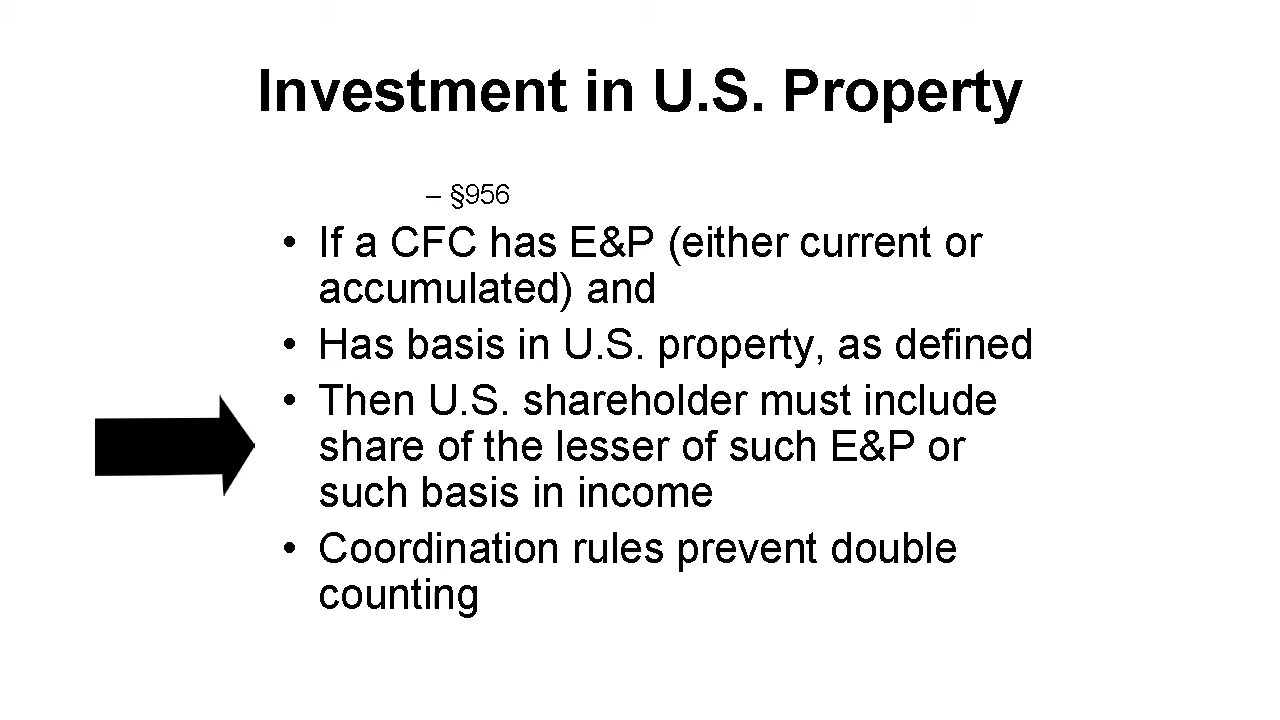 Investment in U.S. Property
– §956
• If a CFC has E&P (either current or
accumulated) and
• Has basis in U.S. property, as defined
• Then U.S. shareholder must include
share of the lesser of such E&P or
such basis in income
• Coordination rules prevent double
counting